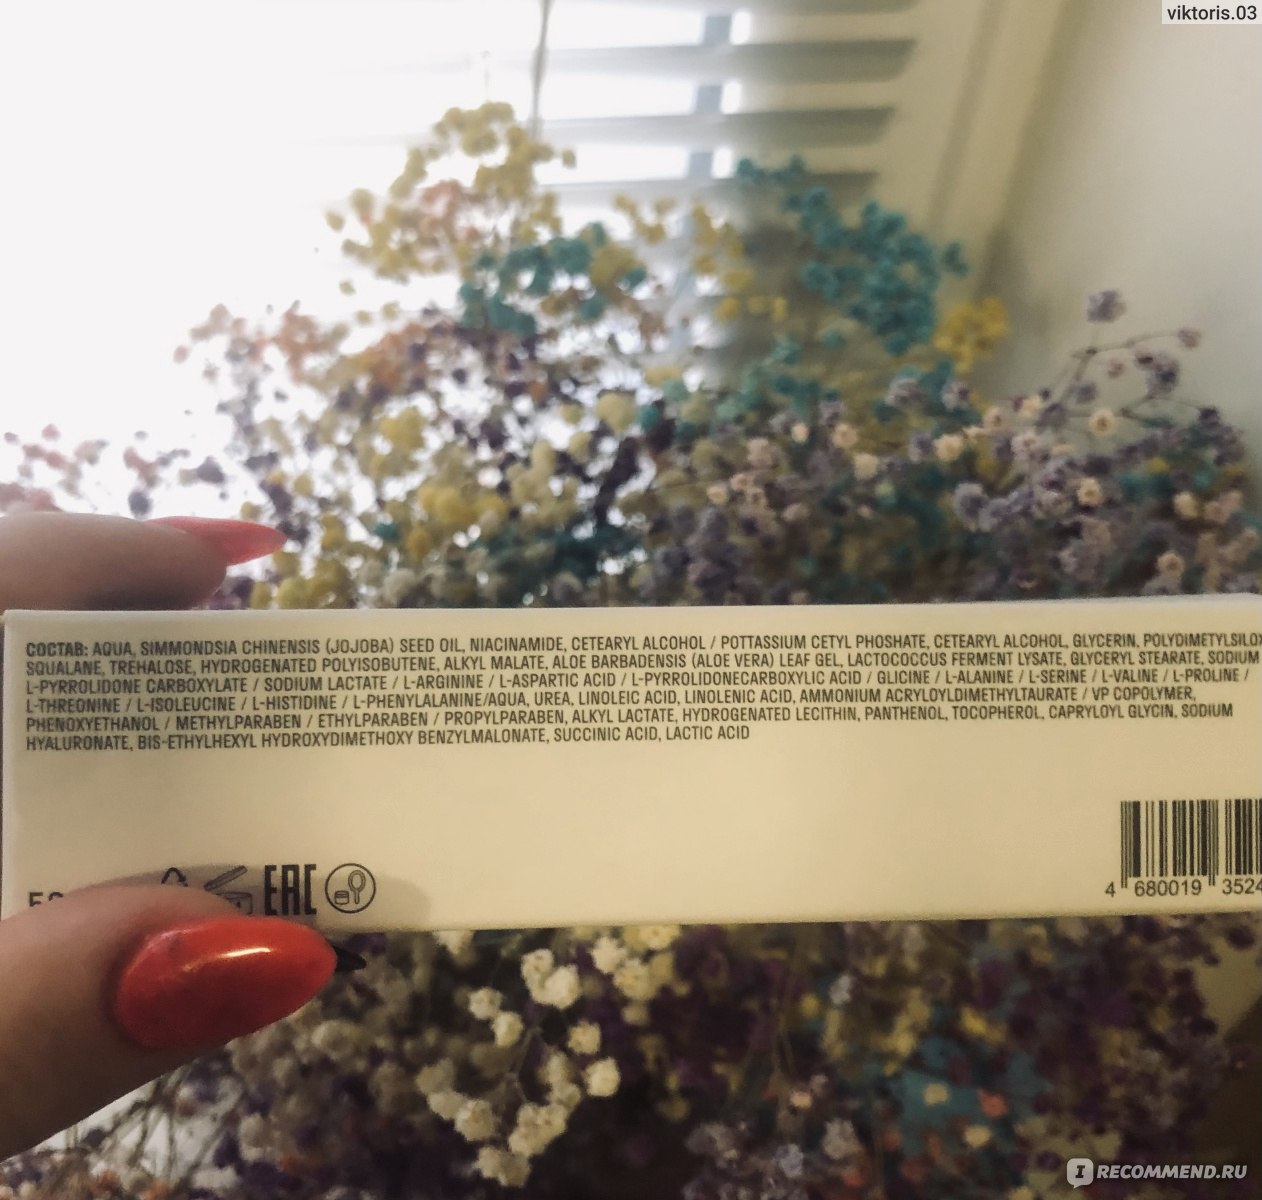 viktoris.03
СОСТАВ: AQUA, SIMMONDSIA CHINENSIS (JOJOBA) SEED OIL, NIACINAMIDE, CETEARYL ALCOHOL / POTTASSIUM CETYL PHOSHATE, CETEARYL ALCOHOL, GLYCERIN, POLYDIMETYLSILOX
SQUALANE, TREHALOSE, HYDROGENATED POLYISOBUTENE, ALKYL MALATE, ALOE BARBADENSIS (ALOE VERA) LEAF GEL, LACTOCOCCUS FERMENT LYSATE, GLYCERYL STEARATE, SODIUM
L-PYRROLIDONE CARBOXYLATE / SODIUM LACTATE / L-ARGININE / L-ASPARTIC ACID / L-PYRROLIDONECARBOXYLIC ACID / GLICINE / L-ALANINE / L-SERINE / L-VALINE / L-PROLINE /
L-THREONINE / L-ISOLEUCINE / L-HISTIDINE / L-PHENYLALANINE/AQUA, UREA, LINOLEIC ACID, LINOLENIC ACID, AMMONIUM ACRYLOYLDIMETHYLTAURATE / VP COPOLYMER,
PHENOXYETHANOL / METHYLPARABEN / ETHYLPARABEN / PROPYLPARABEN, ALKYL LACTATE, HYDROGENATED LECITHIN, PANTHENOL, TOCOPHEROL, CAPRYLOYL GLYCIN, SODIUM
HYALURONATE, BIS-ETHYLHEXYL HYDROXYDIMETHOXY BENZYLMALONATE, SUCCINIC ACID, LACTIC ACID
EAC
4 680019 3524
IRECOMMEND.RU